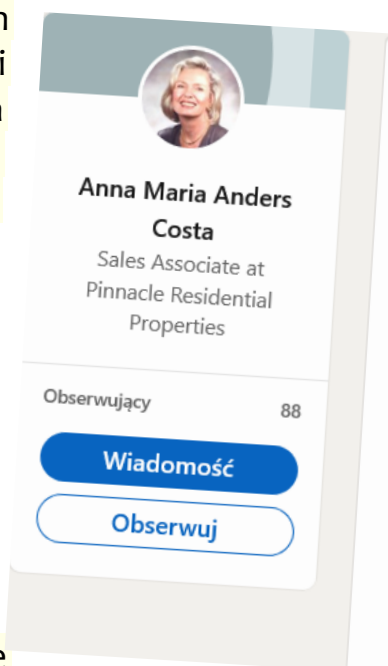 Anna Maria Anders
Costa
Sales Associate at
Pinnacle Residential
Properties
Obserwujący 88
Wiadomość
Obserwuj